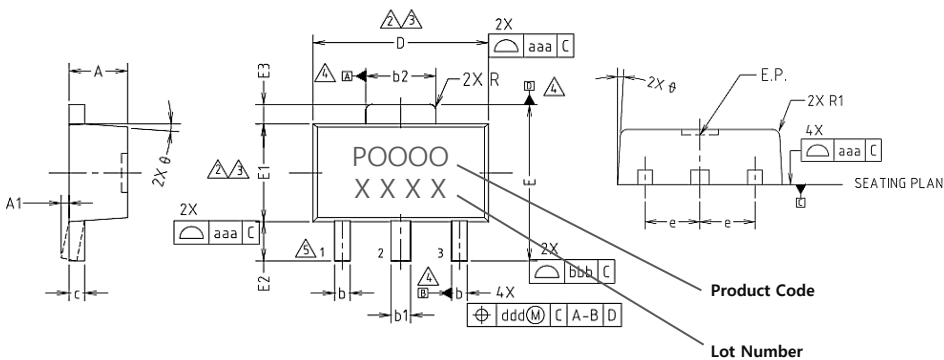 2 3
D
2X
⌓ aaa C
A
E3
4
A
b2
2X R
D
4
2X θ
E.P.
2X R1
4X
⌓ aaa C
2X θ
2 3
E1
POOOO
X X X X
E
SEATING PLAN
C
A1
2X
⌓ aaa C
e
e
5
1
2
3
E2
4
B
2X
⌓ bbb C
c
b
b1
b
4X
⌖ ddd Ⓜ C A-B D
Product Code
Lot Number